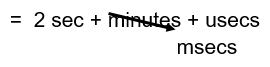 = 2 sec + minutes + usecs
msecs